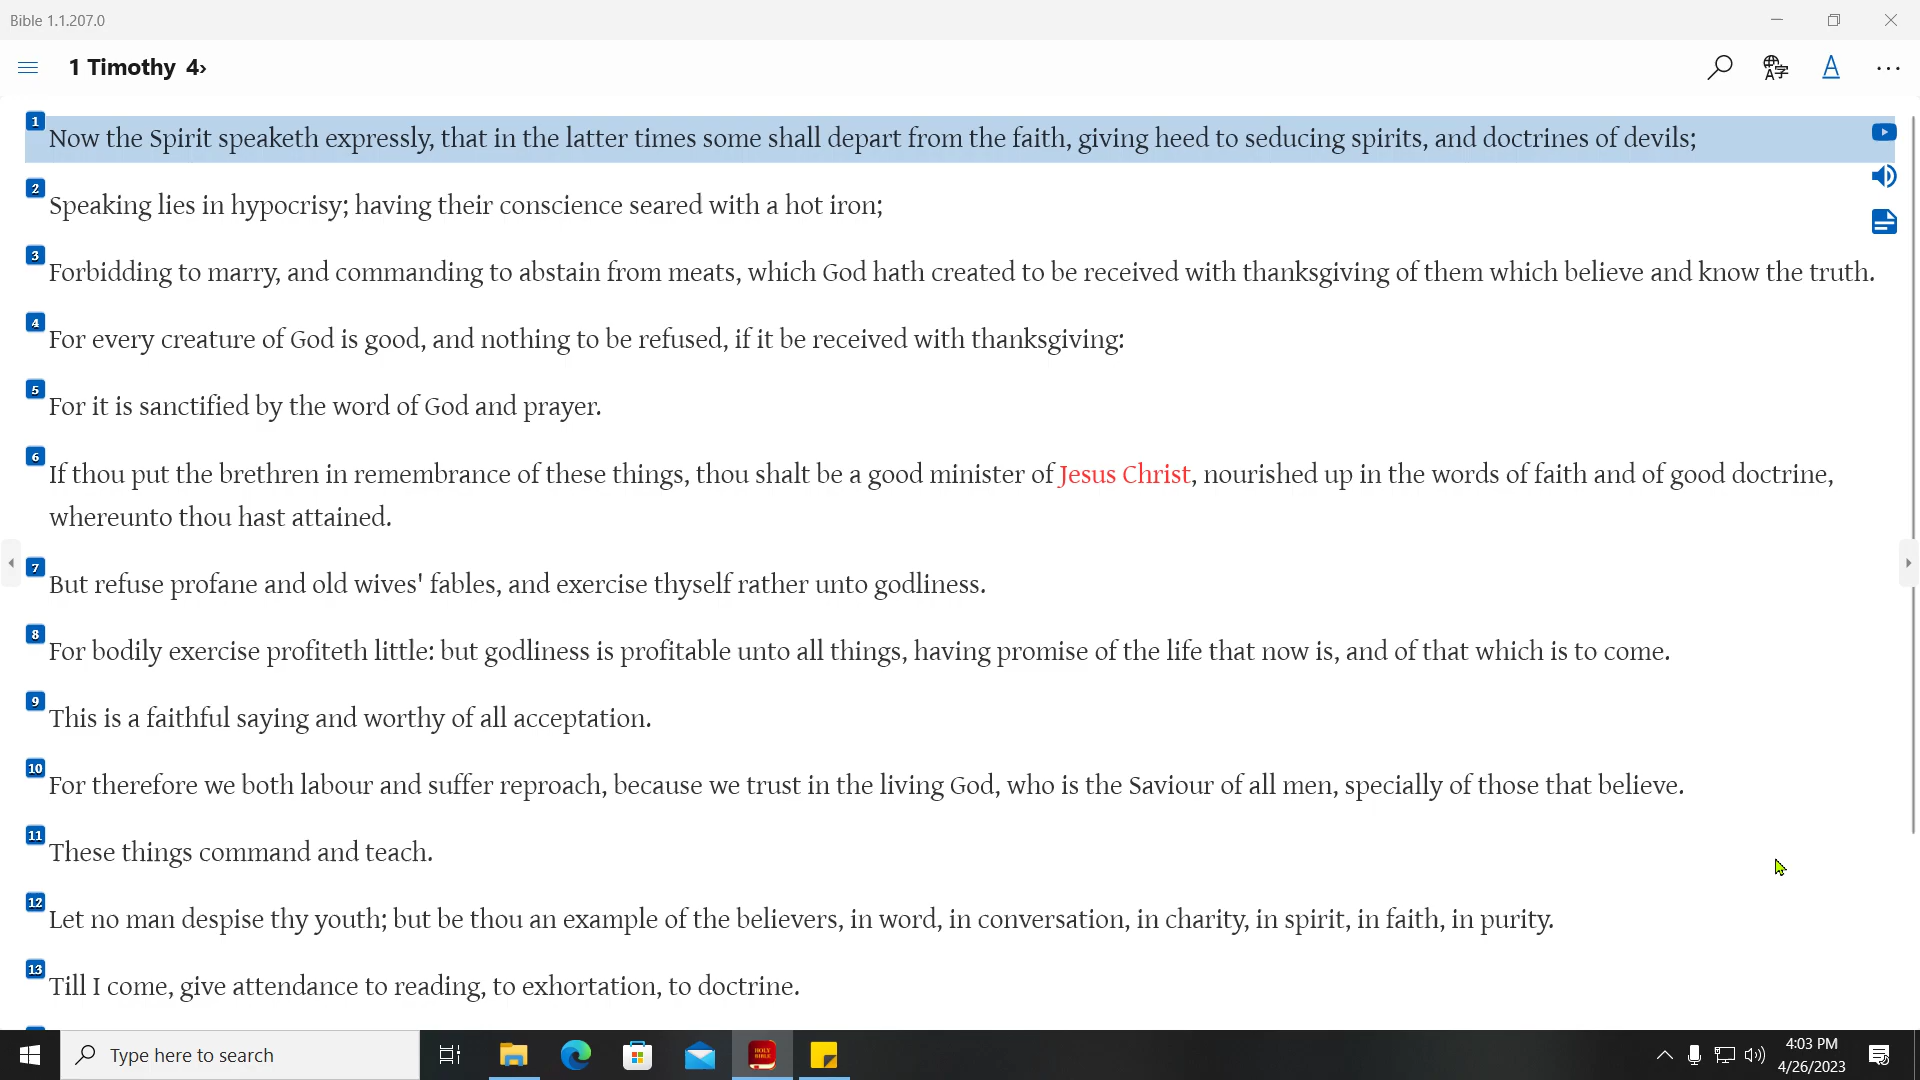 Bible 1.1.207.0
1 Timothy 4›
1 Now the Spirit speaketh expressly, that in the latter times some shall depart from the faith, giving heed to seducing spirits, and doctrines of devils;
2 Speaking lies in hypocrisy; having their conscience seared with a hot iron;
3 Forbidding to marry, and commanding to abstain from meats, which God hath created to be received with thanksgiving of them which believe and know the truth.
4 For every creature of God is good, and nothing to be refused, if it be received with thanksgiving:
5 For it is sanctified by the word of God and prayer.
6 If thou put the brethren in remembrance of these things, thou shalt be a good minister of Jesus Christ, nourished up in the words of faith and of good doctrine,
whereunto thou hast attained.
7 But refuse profane and old wives' fables, and exercise thyself rather unto godliness.
8 For bodily exercise profiteth little: but godliness is profitable unto all things, having promise of the life that now is, and of that which is to come.
9 This is a faithful saying and worthy of all acceptation.
10 For therefore we both labour and suffer reproach, because we trust in the living God, who is the Saviour of all men, specially of those that believe.
11 These things command and teach.
12 Let no man despise thy youth; but be thou an example of the believers, in word, in conversation, in charity, in spirit, in faith, in purity.
13 Till I come, give attendance to reading, to exhortation, to doctrine.
Type here to search
HOLY BIBLE
4:03 PM
4/26/2023